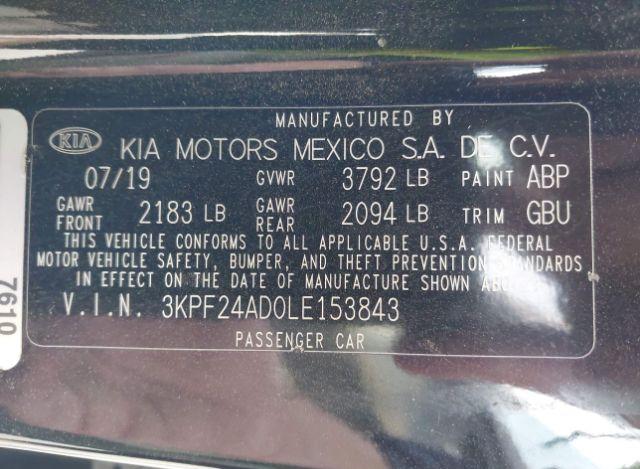 MANUFACTURED BY
KIA KIA MOTORS MEXICO S.A. DE C.V.
07/19 GVWR 3792 LB PAINT ABP
GAWR FRONT 2183 LB GAWR REAR 2094 LB TRIM GBU
THIS VEHICLE CONFORMS TO ALL APPLICABLE U.S.A. FEDERAL
MOTOR VEHICLE SAFETY, BUMPER, AND THEFT PREVENTION STANDARDS
IN EFFECT ON THE DATE OF MANUFACTURE SHOWN ABOVE
V.I.N. 3KPF24AD0LE153843
PASSENGER CAR
7610